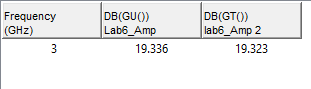 Frequency DB(GU()) DB(GT())
(GHz) Lab6_Amp lab6_Amp 2
3 19.336 19.323